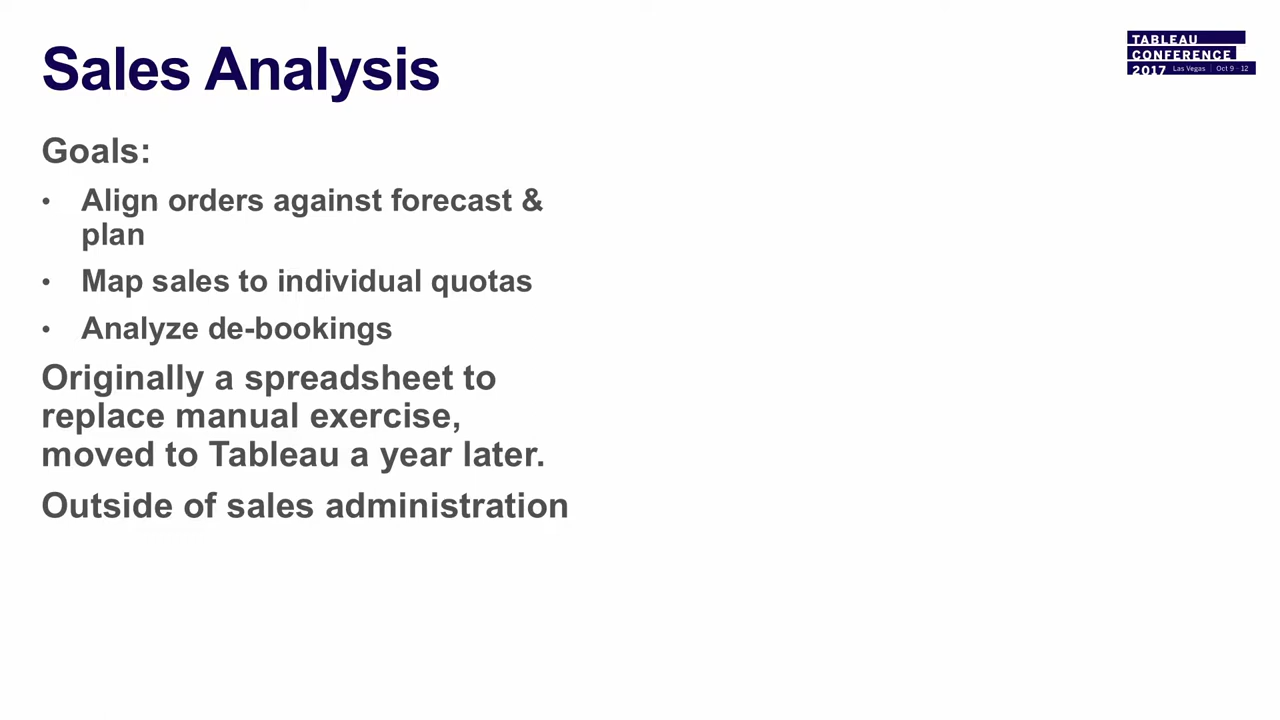 Sales Analysis
TABLEAU
CONFERENCE
2017 Las Vegas | Oct 9 - 12
Goals:
• Align orders against forecast &
plan
• Map sales to individual quotas
• Analyze de-bookings
Originally a spreadsheet to
replace manual exercise,
moved to Tableau a year later.
Outside of sales administration